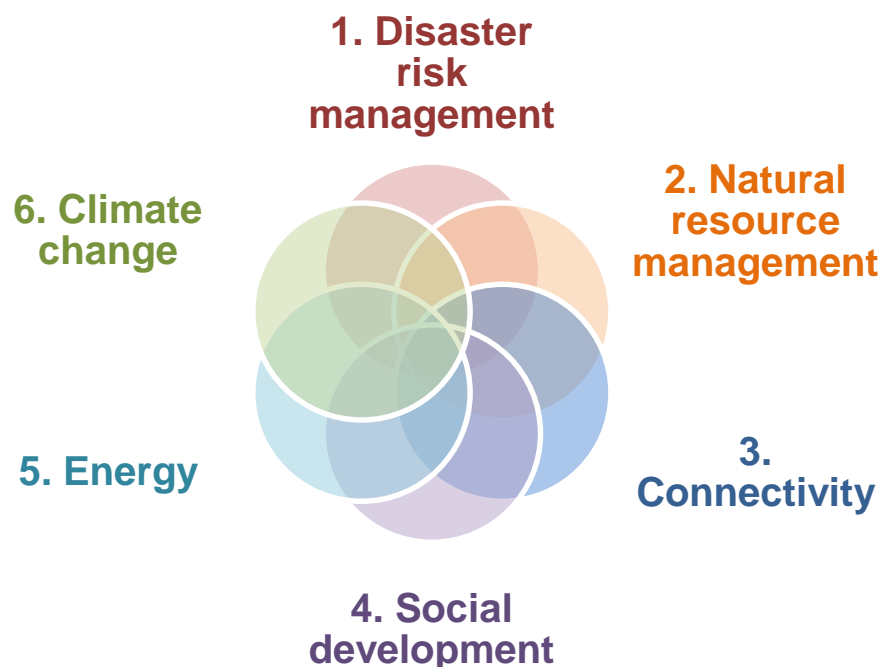 1. Disaster
risk
management
2. Natural
resource
management
3.
Connectivity
4. Social
development
5. Energy
6. Climate
change